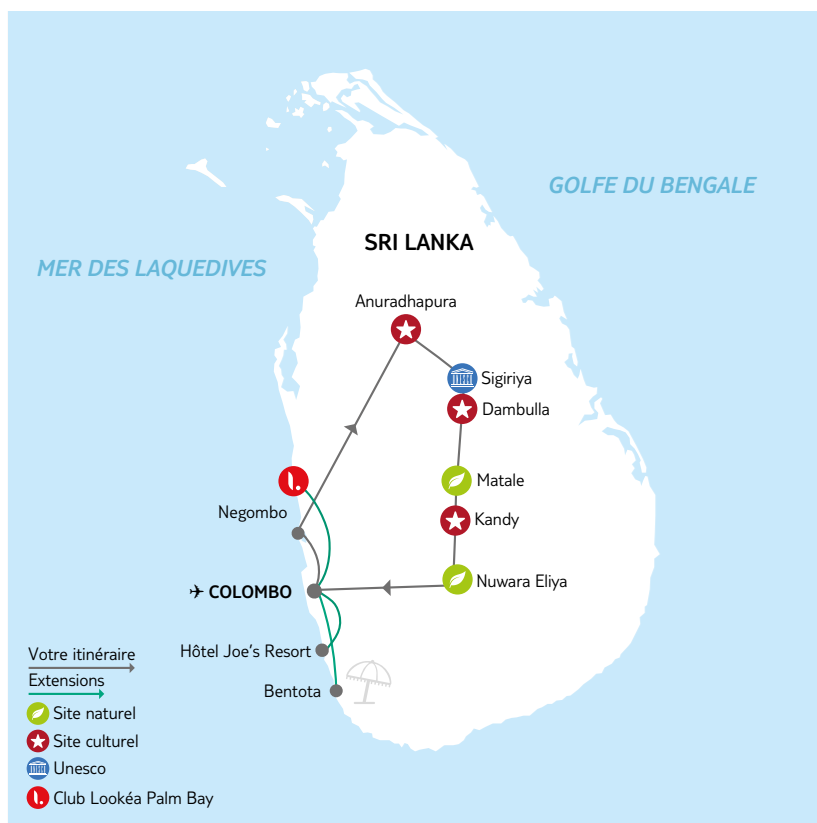 GOLFE DU BENGALE
SRI LANKA
MER DES LAQUEDIVES
Anuradhapura
Sigiriya
Dambulla
Matale
Negombo
Kandy
Nuwara Eliya
COLOMBO
Hôtel Joe's Resort
Bentota
Votre itinéraire
Extensions
Site naturel
Site culturel
Unesco
Club Lookéa Palm Bay